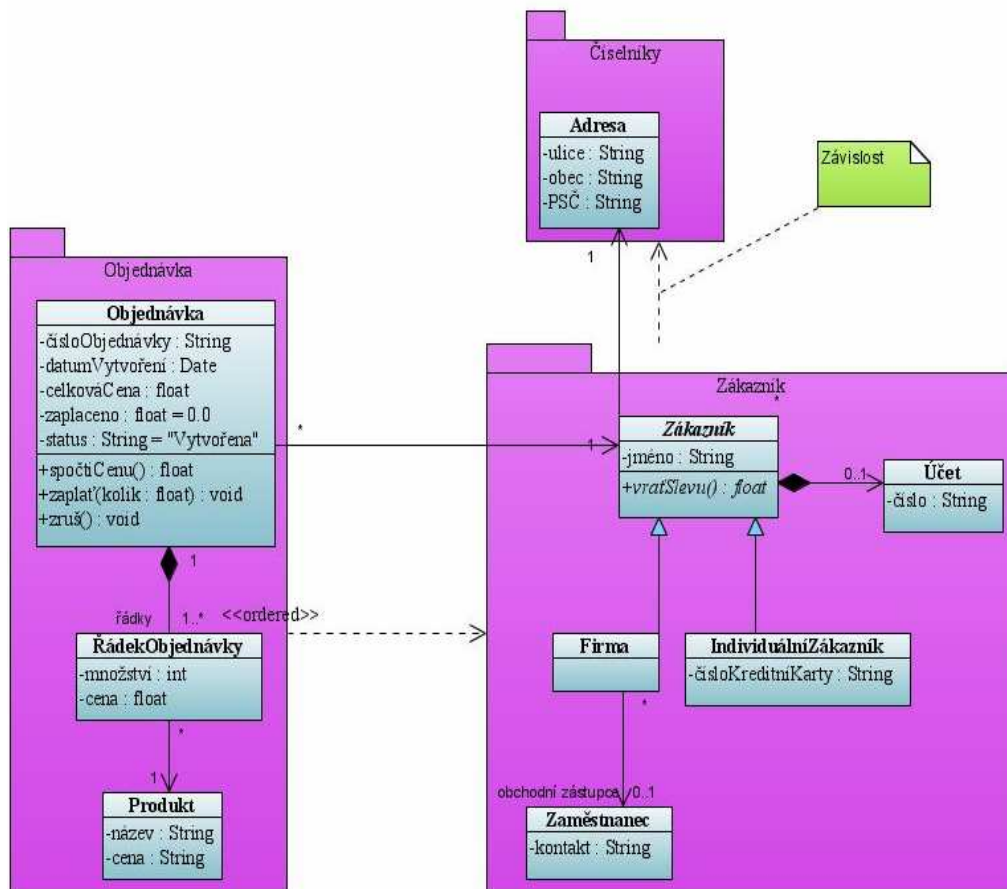 Číselníky
Adresa
-ulice : String
-obec : String
-PSČ : String
1
Závislost
Objednávka
Objednávka
-čísloObjednávky : String
-datumVytvoření : Date
-celkováCena : float
-zaplaceno : float = 0.0
-status : String = "Vytvořena"
+spočtiCenu() : float
+zaplať(kolik : float) : void
+zruš() : void
*
1
1
řádky
1..*
<<ordered>>
ŘádekObjednávky
-množství : int
-cena : float
*
1
Produkt
-název : String
-cena : String
Zákazník
*
Zákazník
-jméno : String
+vraťSlevu() : float
0..1
Účet
-číslo : String
Firma
*
IndividuálníZákazník
-čísloKreditníKarty : String
obchodní zástupce
0..1
Zaměstnanec
-kontakt : String